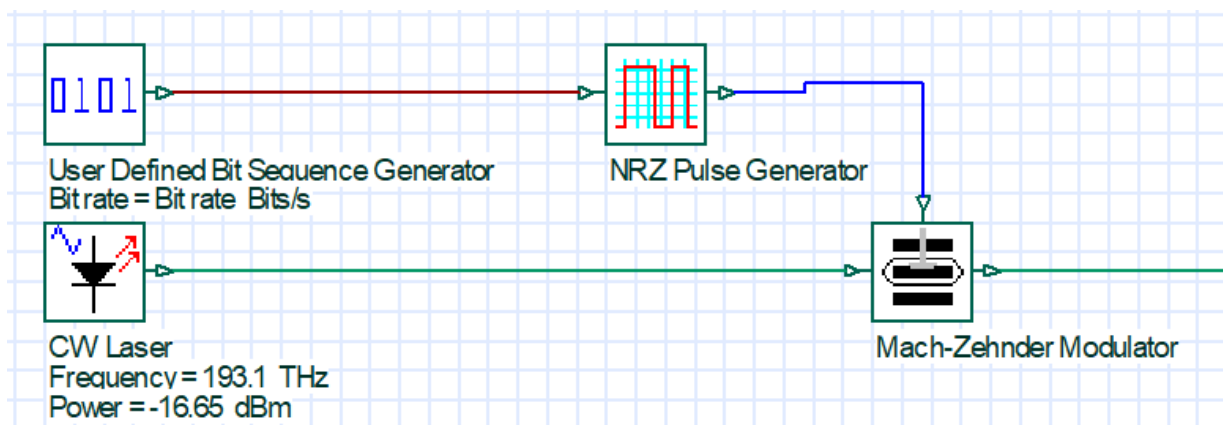 0101
User Defined Bit Sequence Generator
Bit rate = Bit rate Bits/s
NRZ Pulse Generator
CW Laser
Frequency = 193.1 THz
Power = -16.65 dBm
Mach-Zehnder Modulator